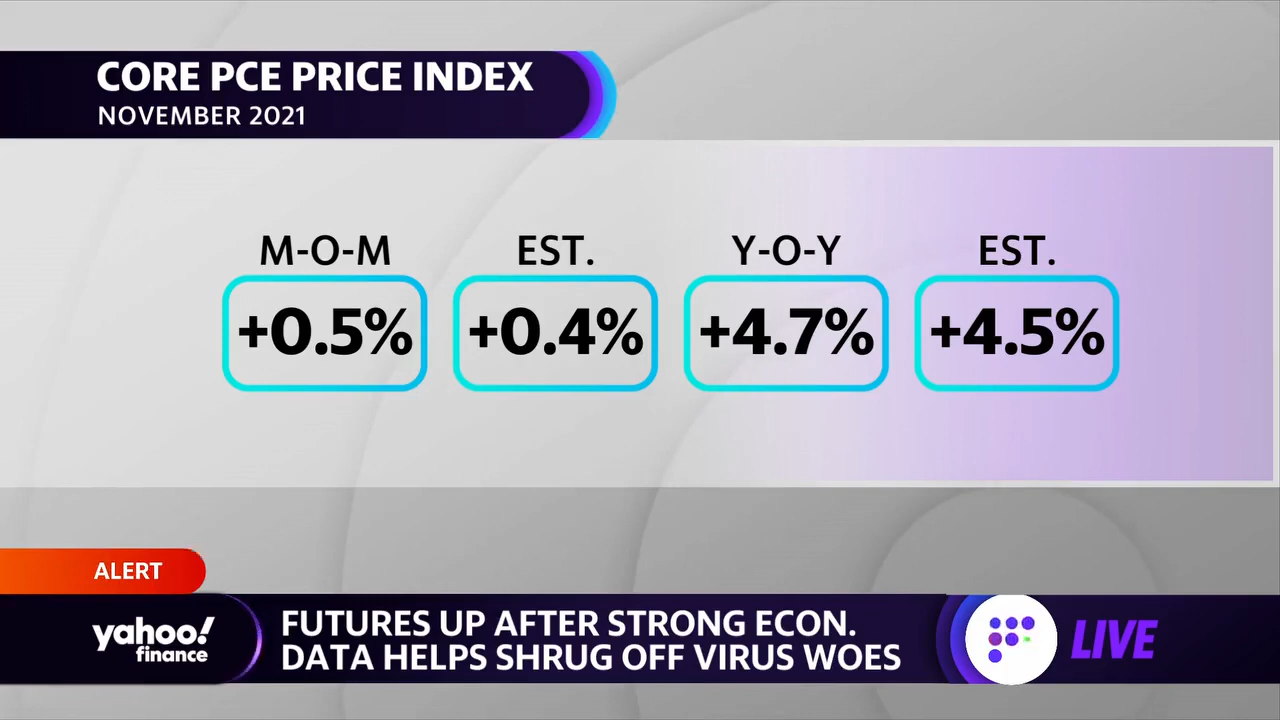 CORE PCE PRICE INDEX
NOVEMBER 2021
M-O-M EST. Y-O-Y EST.
+0.5% +0.4% +4.7% +4.5%
ALERT
yahoo!
finance
FUTURES UP AFTER STRONG ECON.
DATA HELPS SHRUG OFF VIRUS WOES
LIVE